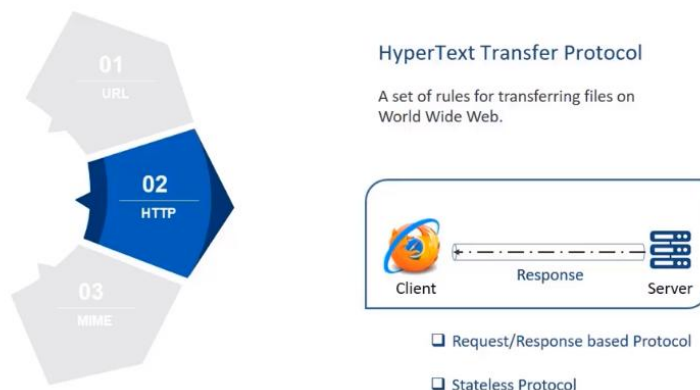 01
URL
02
HTTP
03
MIME
HyperText Transfer Protocol
A set of rules for transferring files on
World Wide Web.
Response
Client
Server
Request/Response based Protocol
Stateless Protocol